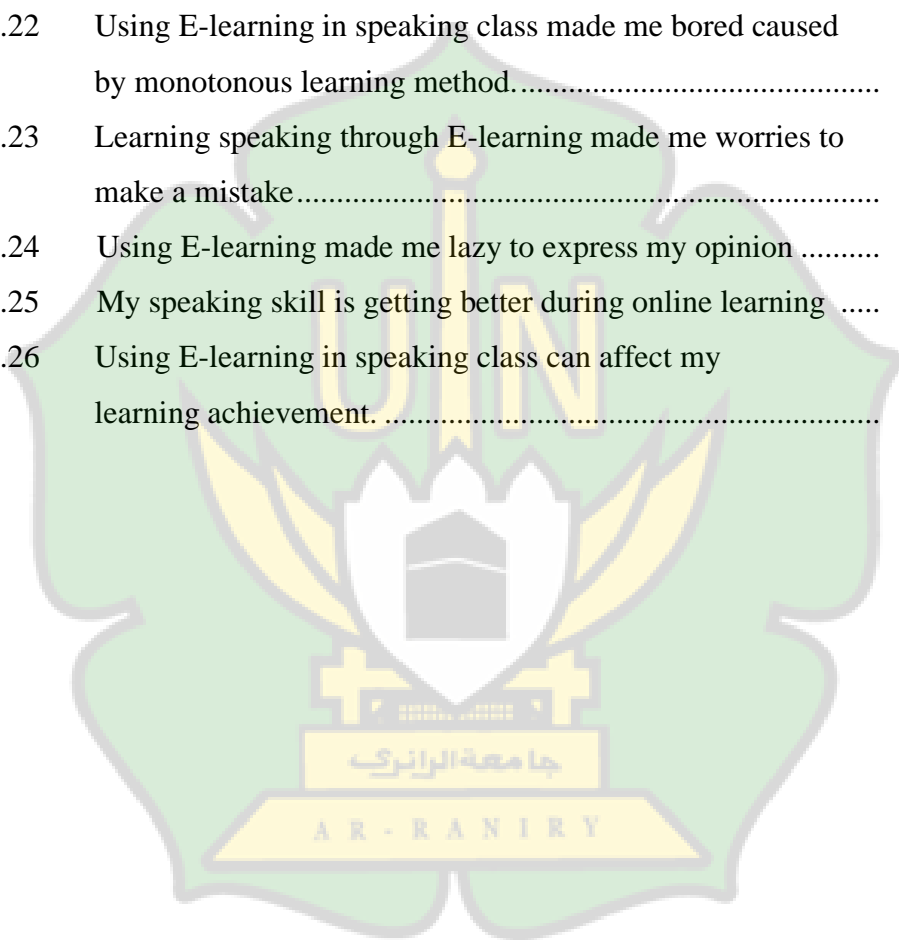 .22 Using E-learning in speaking class made me bored caused
by monotonous learning method.........................................
.23 Learning speaking through E-learning made me worries to
make a mistake...................................................................
.24 Using E-learning made me lazy to express my opinion ..........
.25 My speaking skill is getting better during online learning .....
.26 Using E-learning in speaking class can affect my
learning achievement. .........................................................
UIN
جامعة الرانري
AR-RANIRY